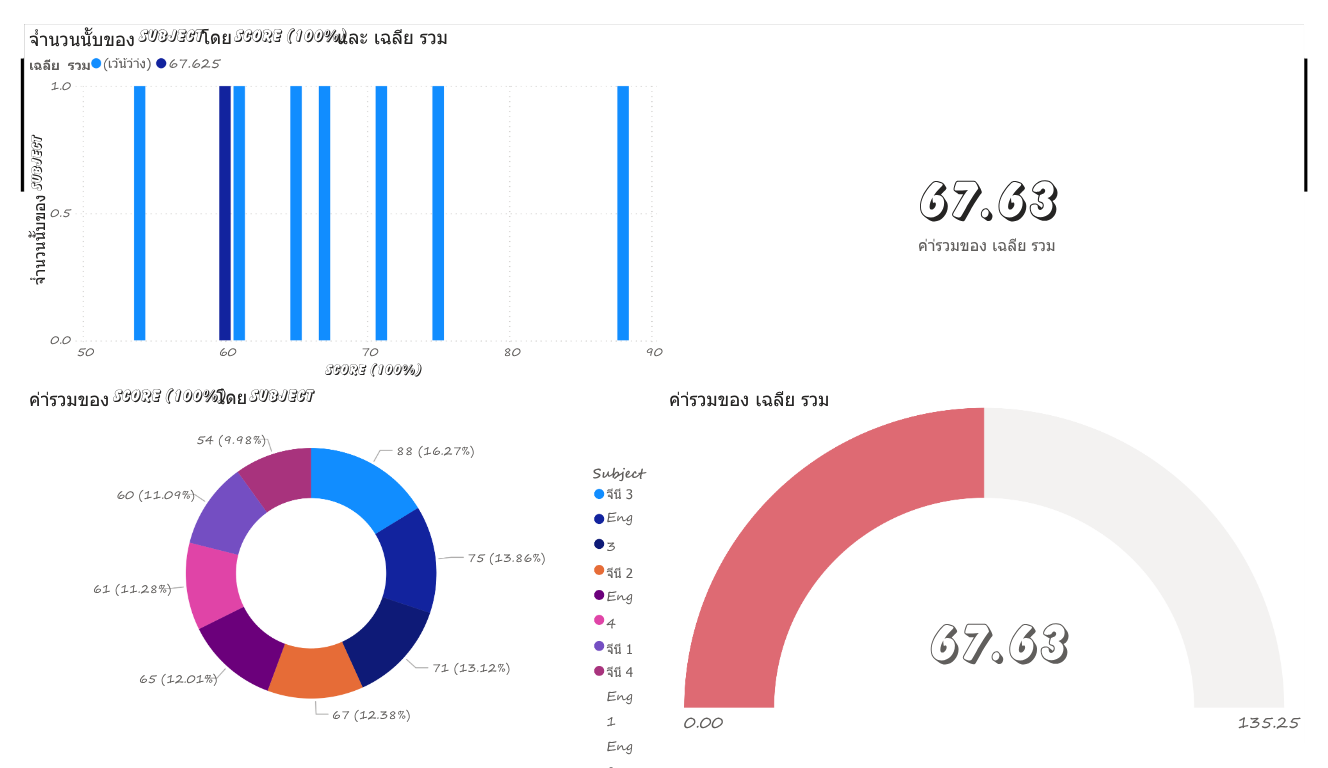 จำนวนนับของ SUBJECT โดย SCORE (100%) และ เฉลี่ย รวม
เฉลี่ย รวม (เว้นว่าง) 67.625
1.0
0.5
0.0
จำนวนนับของ SUBJECT
50 60 70 80 90
SCORE (100%)
67.63
ค่ารวมของ เฉลี่ย รวม
ค่ารวมของ SCORE (100%) โดย SUBJECT
54 (9.98%)
88 (16.27%)
60 (11.09%)
75 (13.86%)
61 (11.28%)
71 (13.12%)
65 (12.01%)
67 (12.38%)
Subject
จีนี 3
Eng
3
จีนี 2
Eng
4
จีนี 1
จีนี 4
Eng
1
Eng
ค่ารวมของ เฉลี่ย รวม
67.63
0.00
135.25